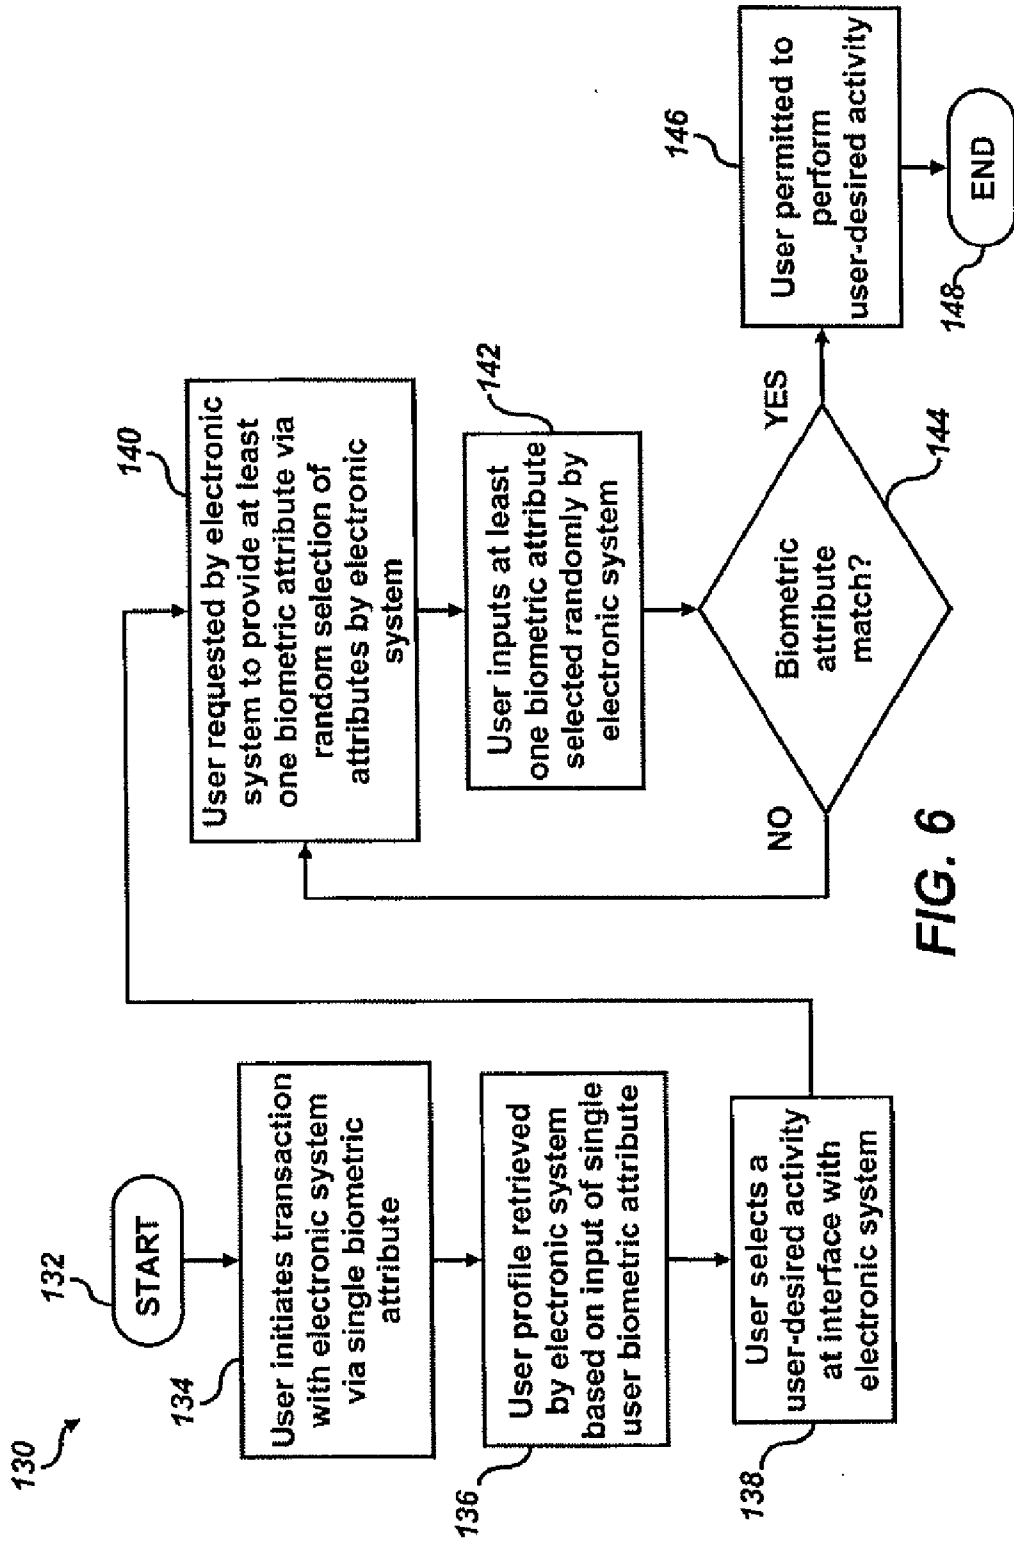 130
132
START
134
User initiates transaction
with electronic system
via single biometric
attribute
136
User profile retrieved
by electronic system
based on input of single
user biometric attribute
138
User selects a
user-desired activity
at interface with
electronic system
140
User requested by electronic
system to provide at least
one biometric attribute via
random selection of
attributes by electronic
system
142
User inputs at least
one biometric attribute
selected randomly by
electronic system
144
Biometric
attribute
match?
NO
YES
146
User permitted to
perform
user-desired activity
148
END
FIG. 6